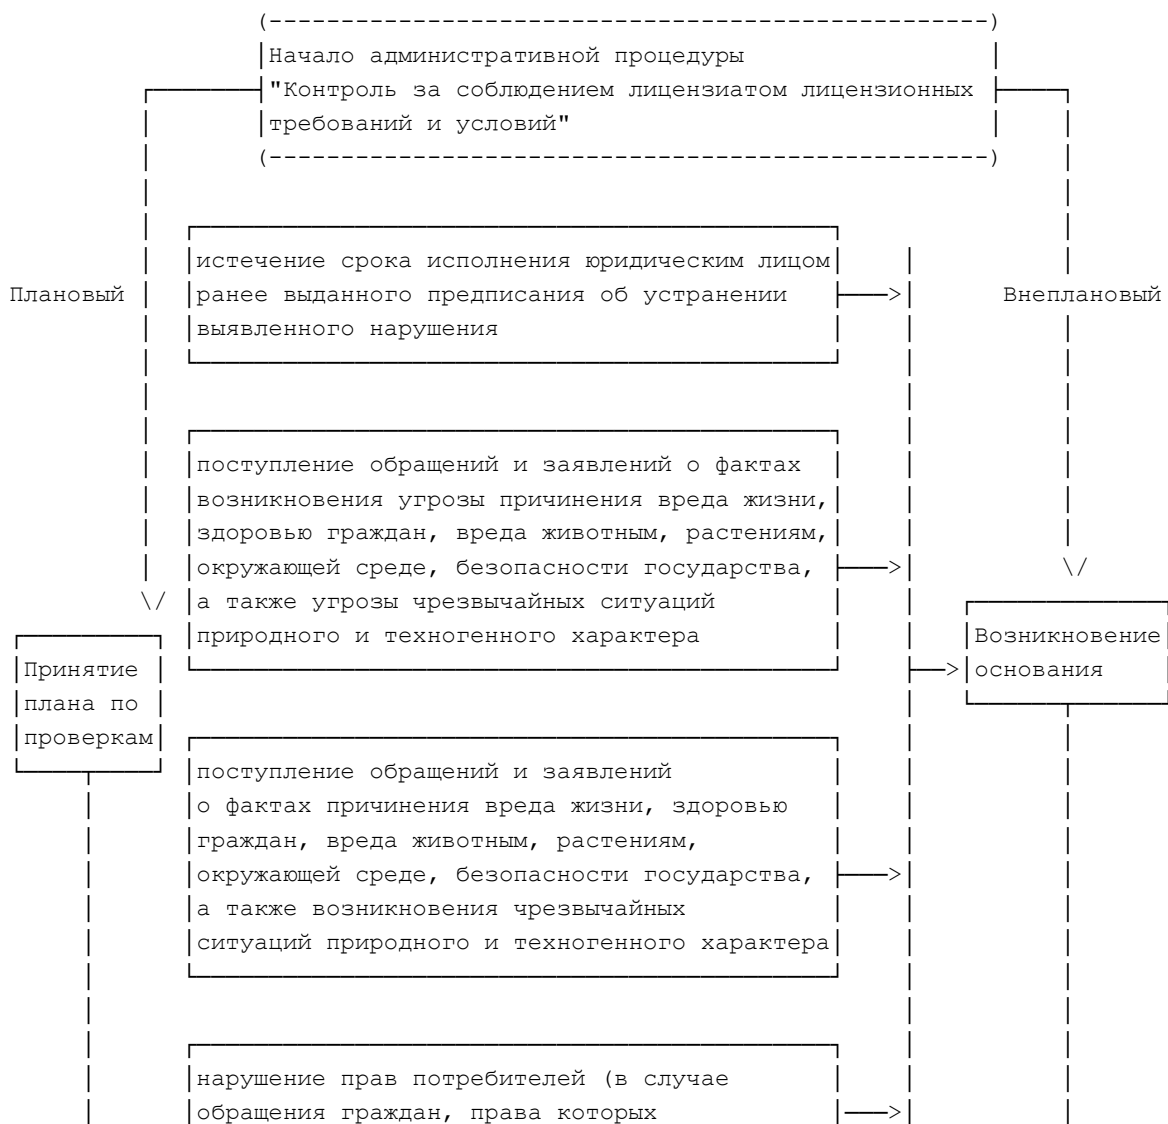 Начало административной процедуры
"Контроль за соблюдением лицензиатом лицензионных
требований и условий"
Плановый
Внеплановый
истечение срока исполнения юридическим лицом
ранее выданного предписания об устранении
выявленного нарушения
поступление обращений и заявлений о фактах
возникновения угрозы причинения вреда жизни,
здоровью граждан, вреда животным, растениям,
окружающей среде, безопасности государства,
а также угрозы чрезвычайных ситуаций
природного и техногенного характера
Возникновение
основания
Принятие
плана по
проверкам
поступление обращений и заявлений
о фактах причинения вреда жизни, здоровью
граждан, вреда животным, растениям,
окружающей среде, безопасности государства,
а также возникновения чрезвычайных
ситуаций природного и техногенного характера
нарушение прав потребителей (в случае
обращения граждан, права которых